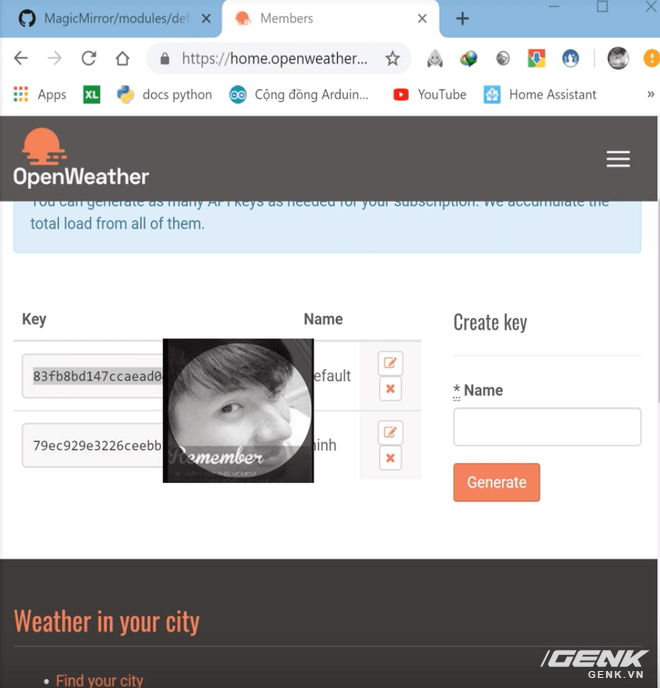 MagicMirror/modules/def
Members
https://home.openweather...
Apps
XL
docs python
Cộng đồng Arduin...
YouTube
Home Assistant
»
OpenWeather
You can generate as many API keys as needed for your subscription. We accumulate the
total load from all of them.
Key
Name
Create key
83fb8bd147ccaead0
efault
* Name
79ec929e3226ceebb
ninh
Remember
Generate
Weather in your city
Find your city
GENK
GENK.VN